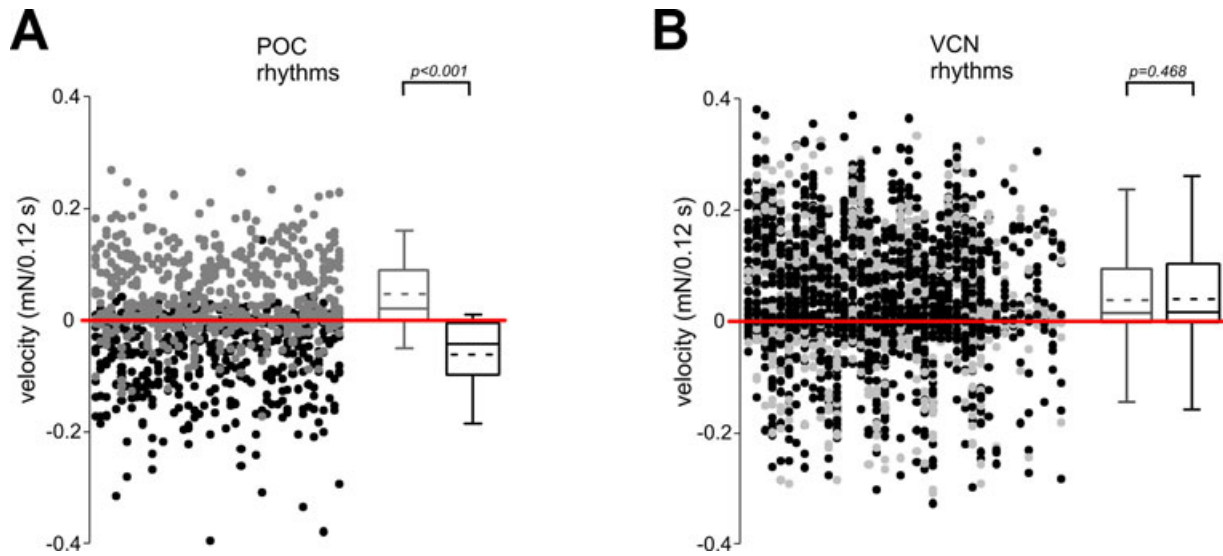 A
POC
rhythms
p<0.001
0.4
0.2
0
-0.2
-0.4
velocity (mN/0.12 s)
B
VCN
rhythms
p=0.468
0.4
0.2
0
-0.2
-0.4
velocity (mN/0.12 s)